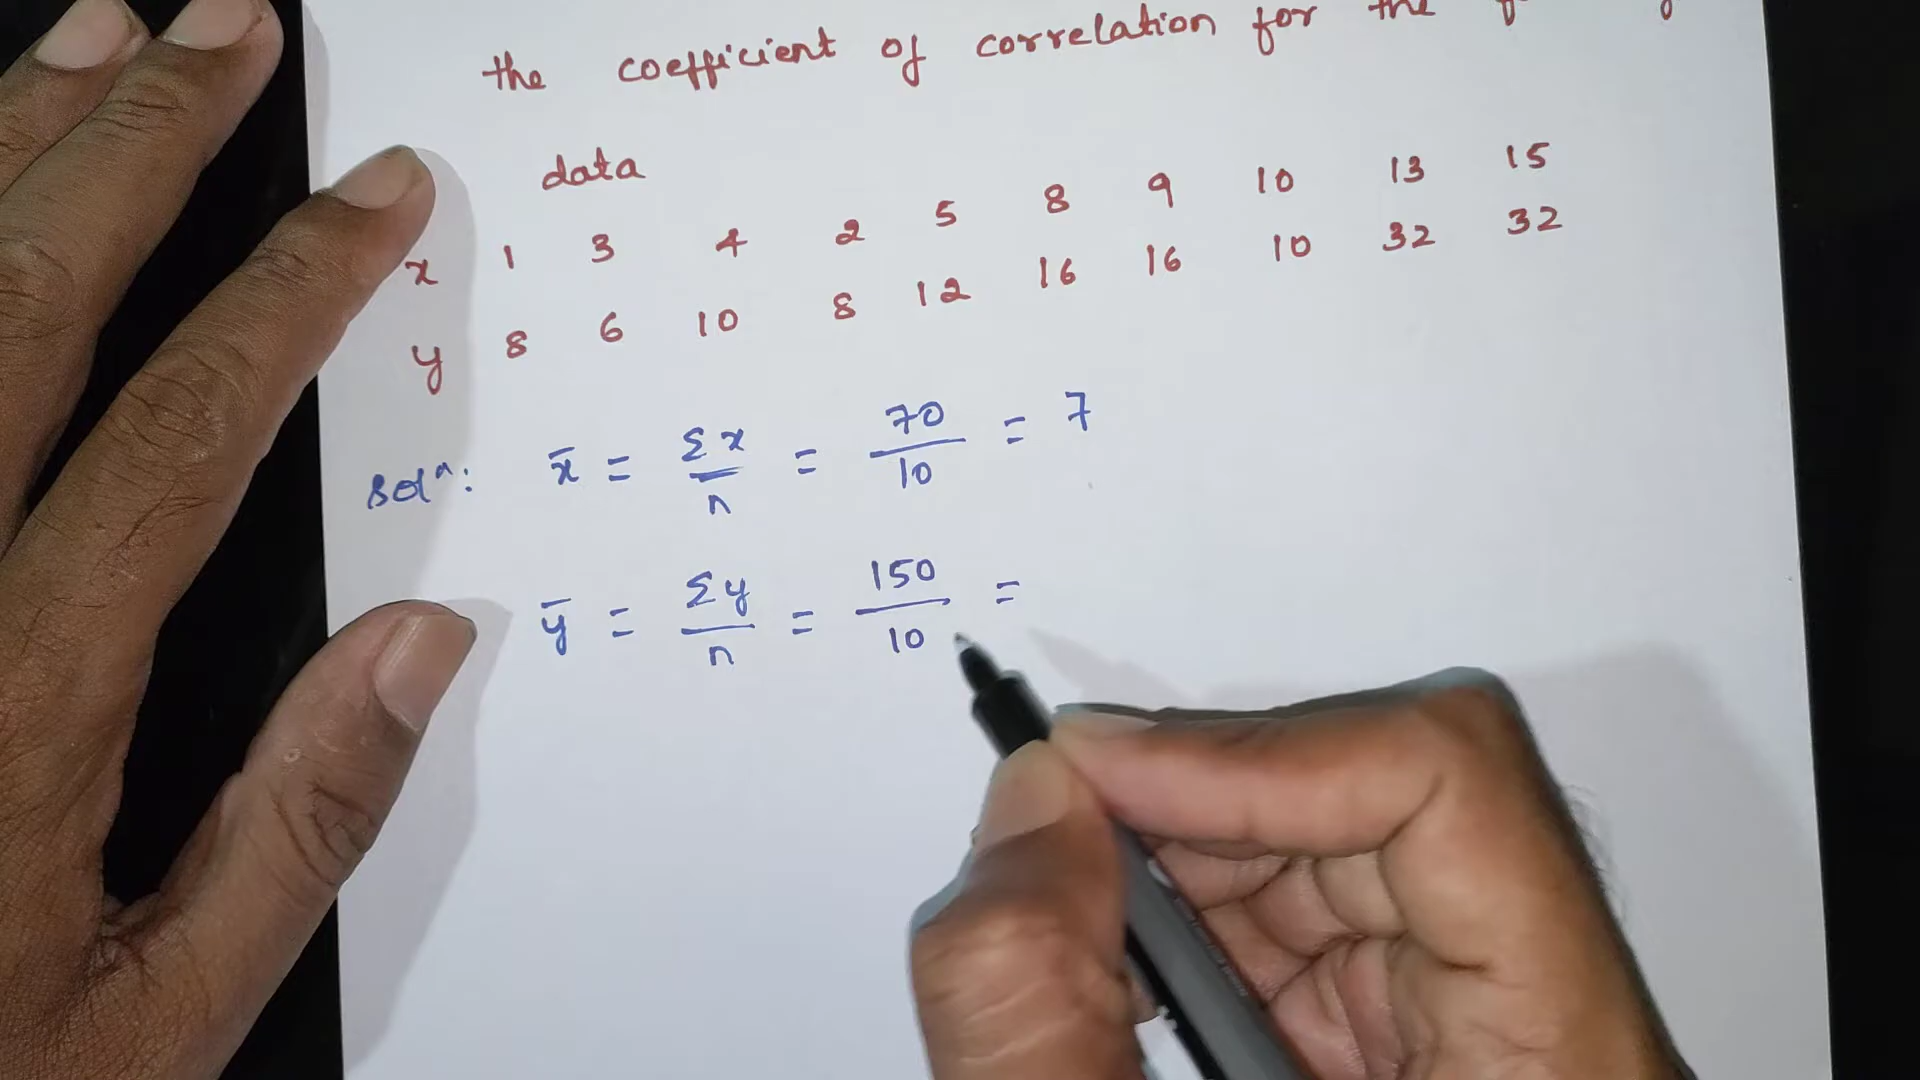 the coefficient of correlation for the
data
x 1 3 4 2 5 8 9 10 13 15
y 8 6 10 8 12 16 16 10 32 32
Solⁿ: x̄ = Σx/n = 70/10 = 7
ȳ = Σy/n = 150/10 =